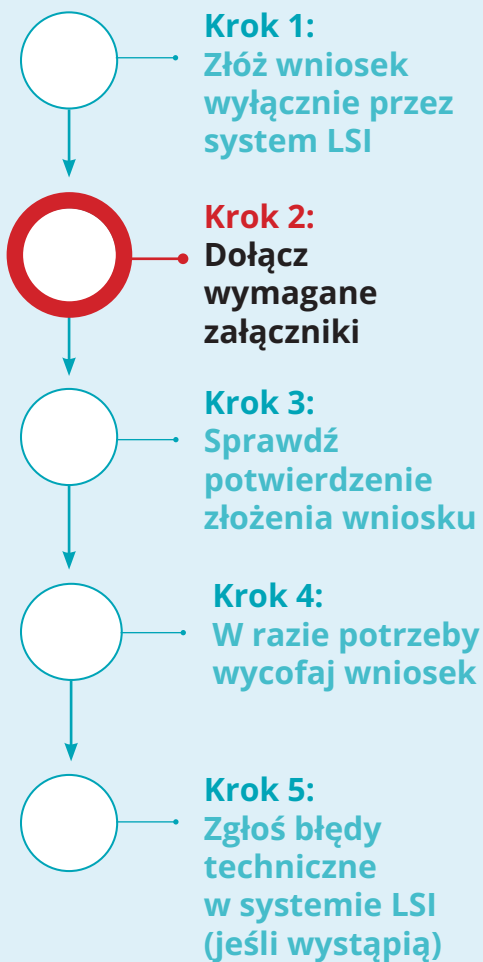 Krok 1:
Złóż wniosek
wyłącznie przez
system LSI
Krok 2:
Dołącz
wymagane
załączniki
Krok 3:
Sprawdź
potwierdzenie
złożenia wniosku
Krok 4:
W razie potrzeby
wycofaj wniosek
Krok 5:
Zgłoś błędy
techniczne
w systemie LSI
(jeśli wystąpią)